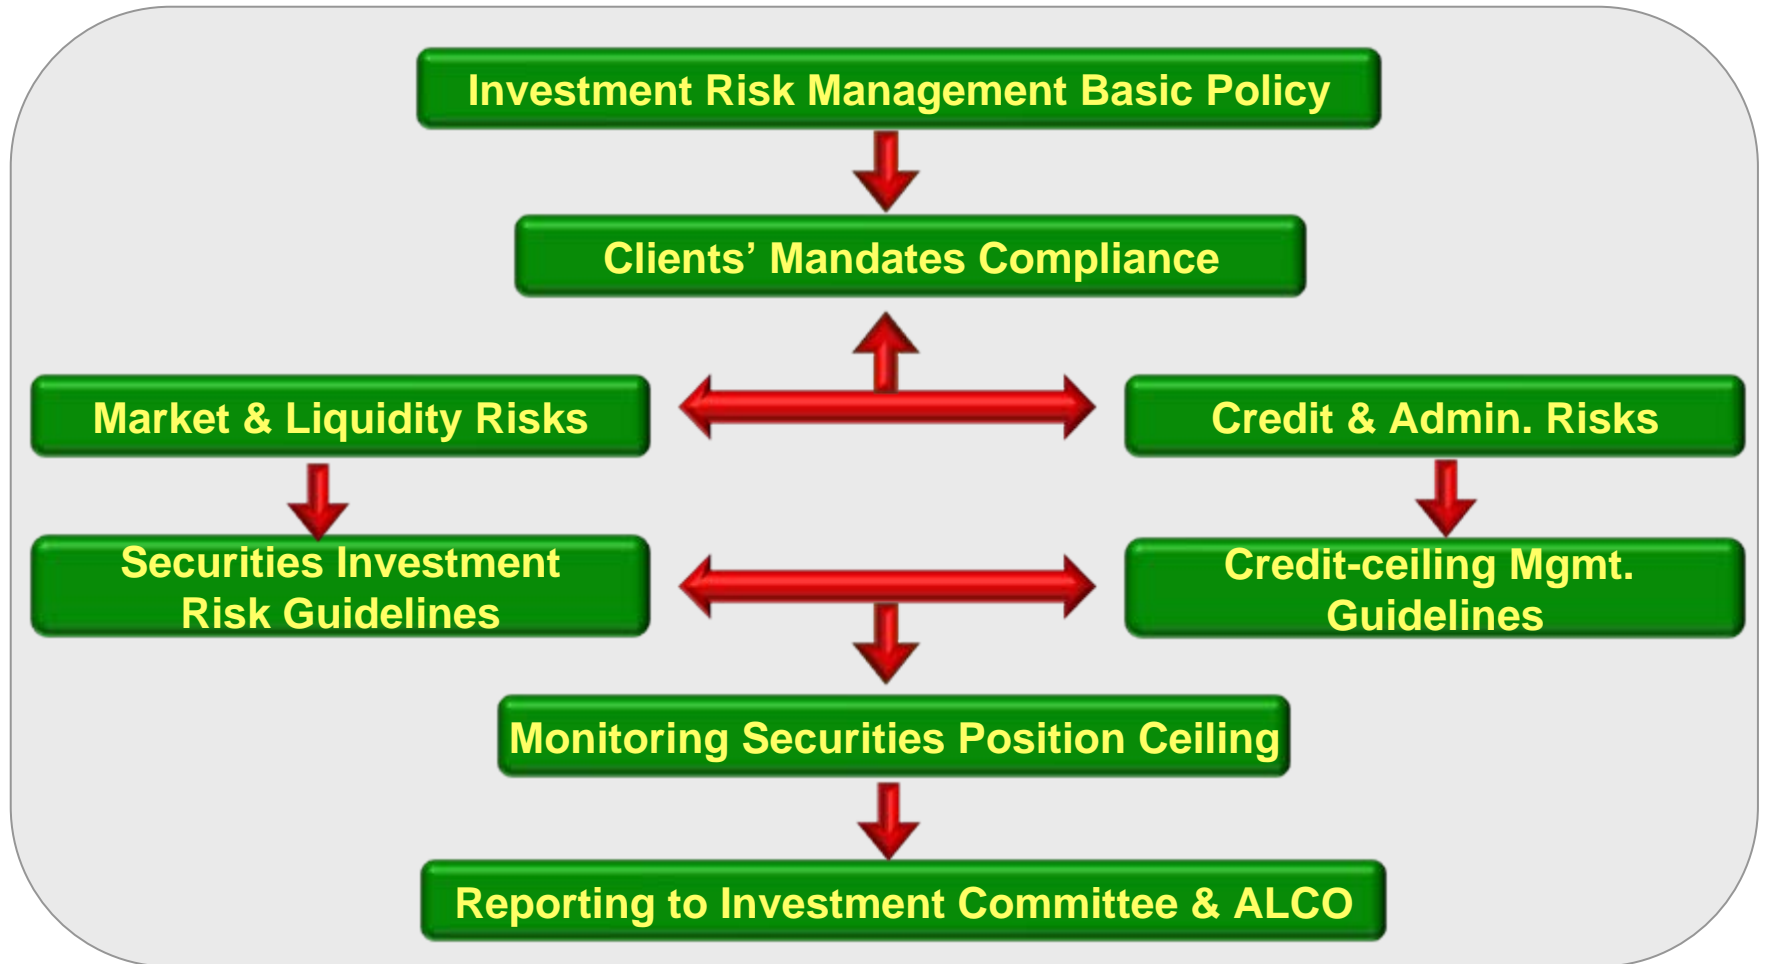 Investment Risk Management Basic Policy
Clients’ Mandates Compliance
Market & Liquidity Risks
Credit & Admin. Risks
Securities Investment
Risk Guidelines
Credit-ceiling Mgmt.
Guidelines
Monitoring Securities Position Ceiling
Reporting to Investment Committee & ALCO